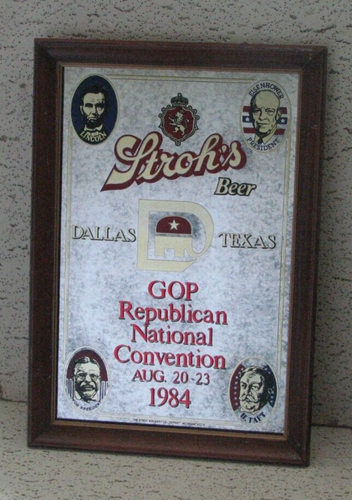 LINCOLN
EISENHOWER
PRESIDENT
Stroh's
Beer
DALLAS TEXAS
GOP
Republican
National
Convention
AUG. 20-23
1984